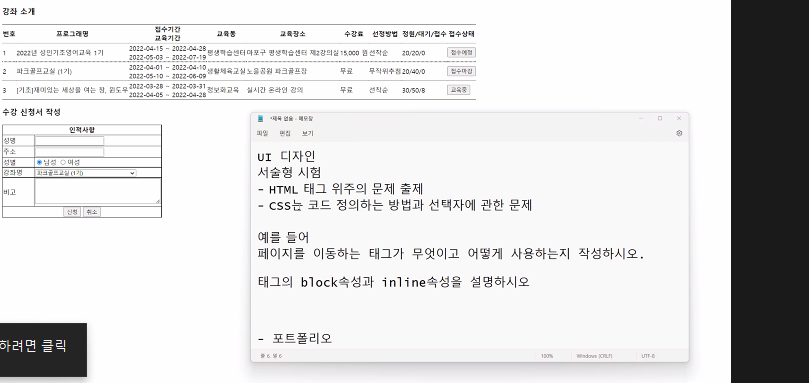 강좌 소개
번호 프로그램명 접수기간 교육기간 교육동 교육장소 수강료 선정방법 정원/대기/접수 접수상태
1 2022년 성인기초영어교육 1기 2022-04-15 ~ 2022-04-28 평생학습센터 마포구 평생학습센터 제2강의실 15,000 원 선착순 20/20/0 접수예정
2022-05-03 ~ 2022-07-19
2 파크골프교실 (1기) 2022-04-01 ~ 2022-04-10 생활체육교실 노을공원 파크골프장 무료 무작위추첨 20/40/0 접수마감
2022-05-10 ~ 2022-06-09
3 [기초]재미있는 세상을 여는 창, 윈도우 2022-03-28 ~ 2022-03-31 정보화교육 실시간 온라인 강의 무료 선착순 30/50/8 교육중
2022-04-05 ~ 2022-04-28
수강 신청서 작성
인적사항
성명
주소
성별 남성 여성
강좌명 파크골프교실 (1기)
비고
신청 취소
*제목 없음 - 메모장
파일 편집 보기
UI 디자인
서술형 시험
- HTML 태그 위주의 문제 출제
- CSS는 코드 정의하는 방법과 선택자에 관한 문제
예를 들어
페이지를 이동하는 태그가 무엇이고 어떻게 사용하는지 작성하시오.
태그의 block속성과 inline속성을 설명하시오
- 포트폴리오
100% Windows (CRLF) UTF-8
하려면 클릭